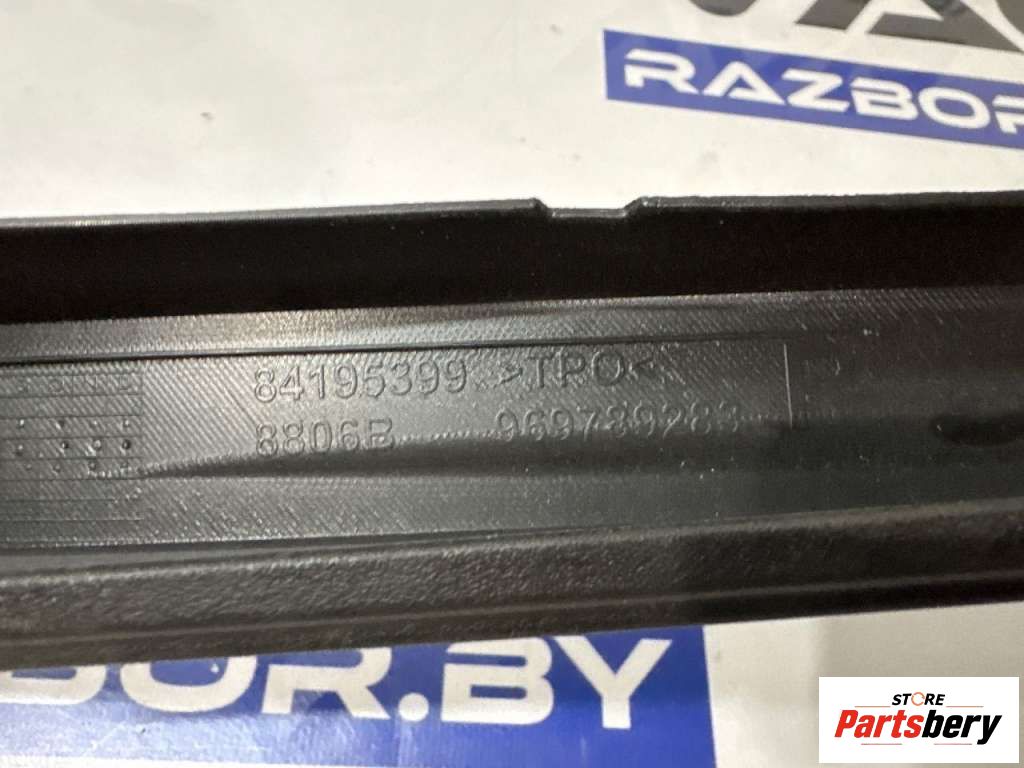 RAZBOR
84195399 >TPO<
8806B 969789283
BOR.BY
STORE
Partsbery